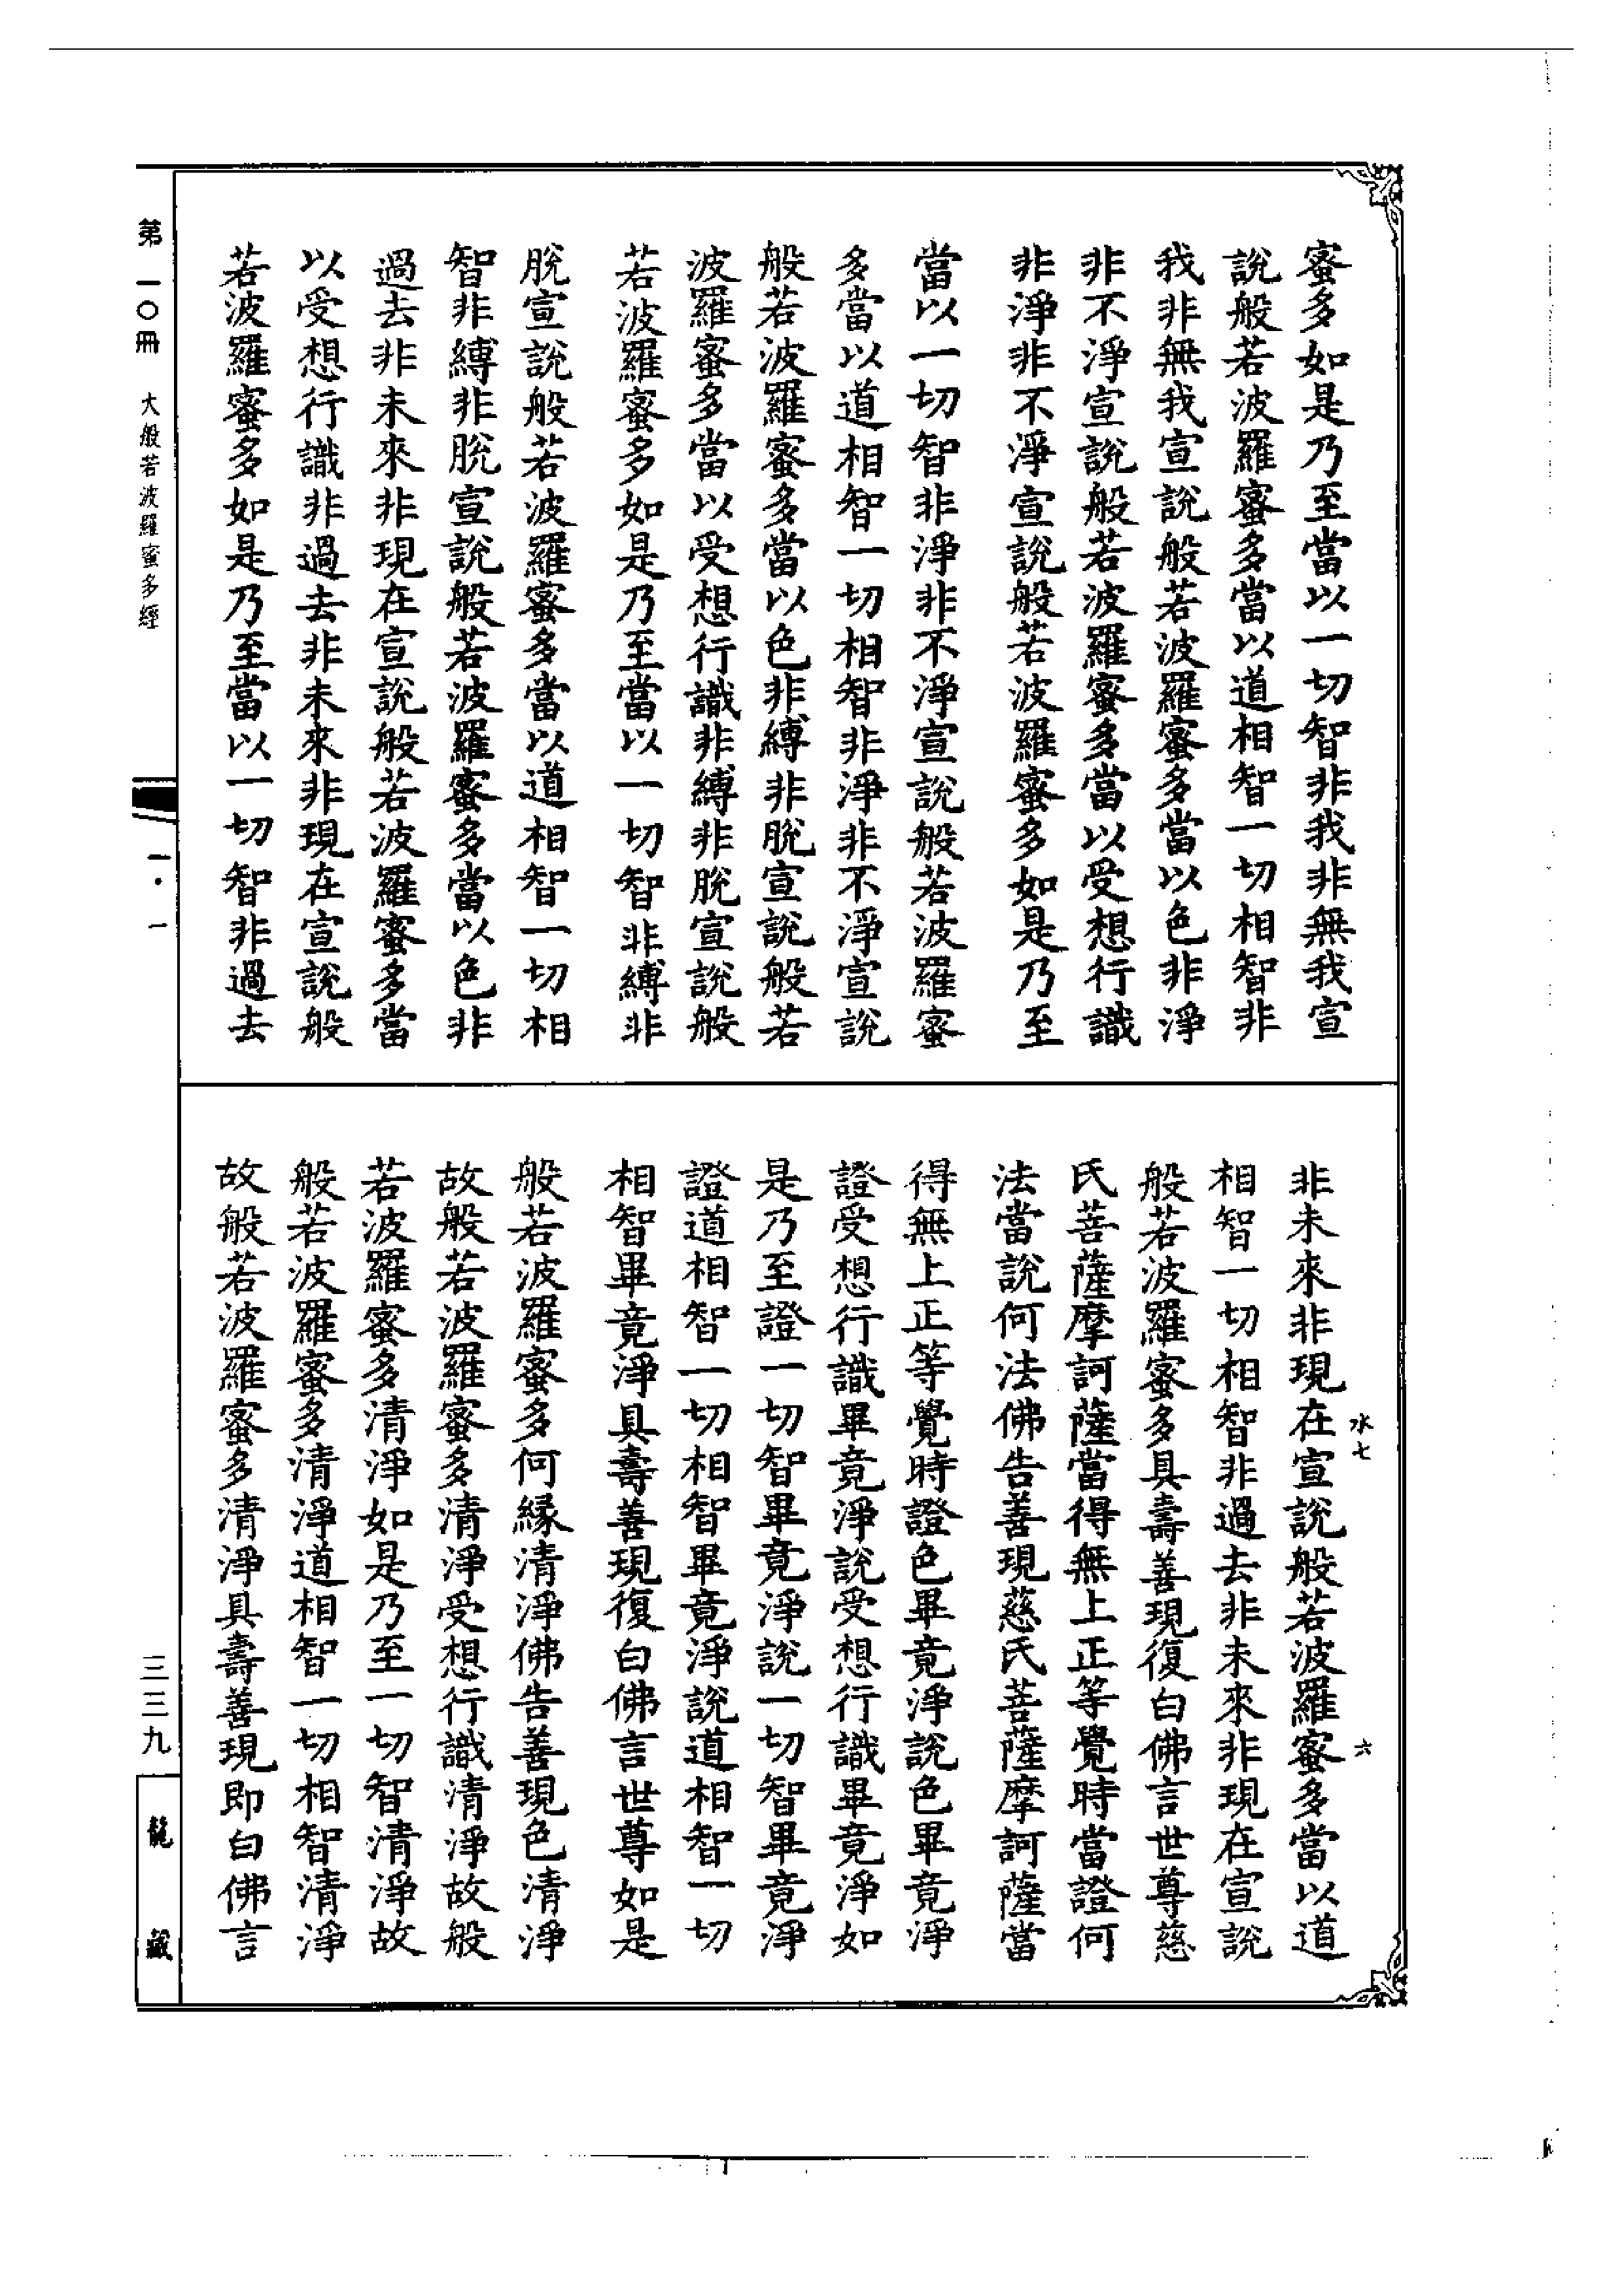 蜜多如是乃至當以一切智非我非無我宣
說般若波羅蜜多當以道相智一切相智非
我非無我宣說般若波羅蜜多當以色非淨
非不淨宣說般若波羅蜜多當以受想行識
非淨非不淨宣說般若波羅蜜多如是乃至
當以一切智非淨非不淨宣說般若波羅蜜
多當以道相智一切相智非淨非不淨宣說
般若波羅蜜多當以色非縛非脫宣說般若
波羅蜜多當以受想行識非縛非脫宣說般
若波羅蜜多如是乃至當以一切智非縛非
脫宣說般若波羅蜜多當以道相智一切相
智非縛非脫宣說般若波羅蜜多當以色非
過去非未來非現在宣說般若波羅蜜多當
以受想行識非過去非未來非現在宣說般
若波羅蜜多如是乃至當以一切智非過去
水七
六
非未來非現在宣說般若波羅蜜多當以道
相智一切相智非過去非未來非現在宣說
般若波羅蜜多具壽善現復白佛言世尊慈
氏菩薩摩訶薩當得無上正等覺時當證何
法當說何法佛告善現慈氏菩薩摩訶薩當
得無上正等覺時證色畢竟淨說色畢竟淨
證受想行識畢竟淨說受想行識畢竟淨如
是乃至證一切智畢竟淨說一切智畢竟淨
證道相智一切相智畢竟淨說道相智一切
相智畢竟淨具壽善現復白佛言世尊如是
般若波羅蜜多何緣清淨佛告善現色清淨
故般若波羅蜜多清淨受想行識清淨故般
若波羅蜜多清淨如是乃至一切智清淨故
般若波羅蜜多清淨道相智一切相智清淨
故般若波羅蜜多清淨具壽善現即白佛言
第一〇冊 大般若波羅蜜多經
一·一
三三九
龍藏